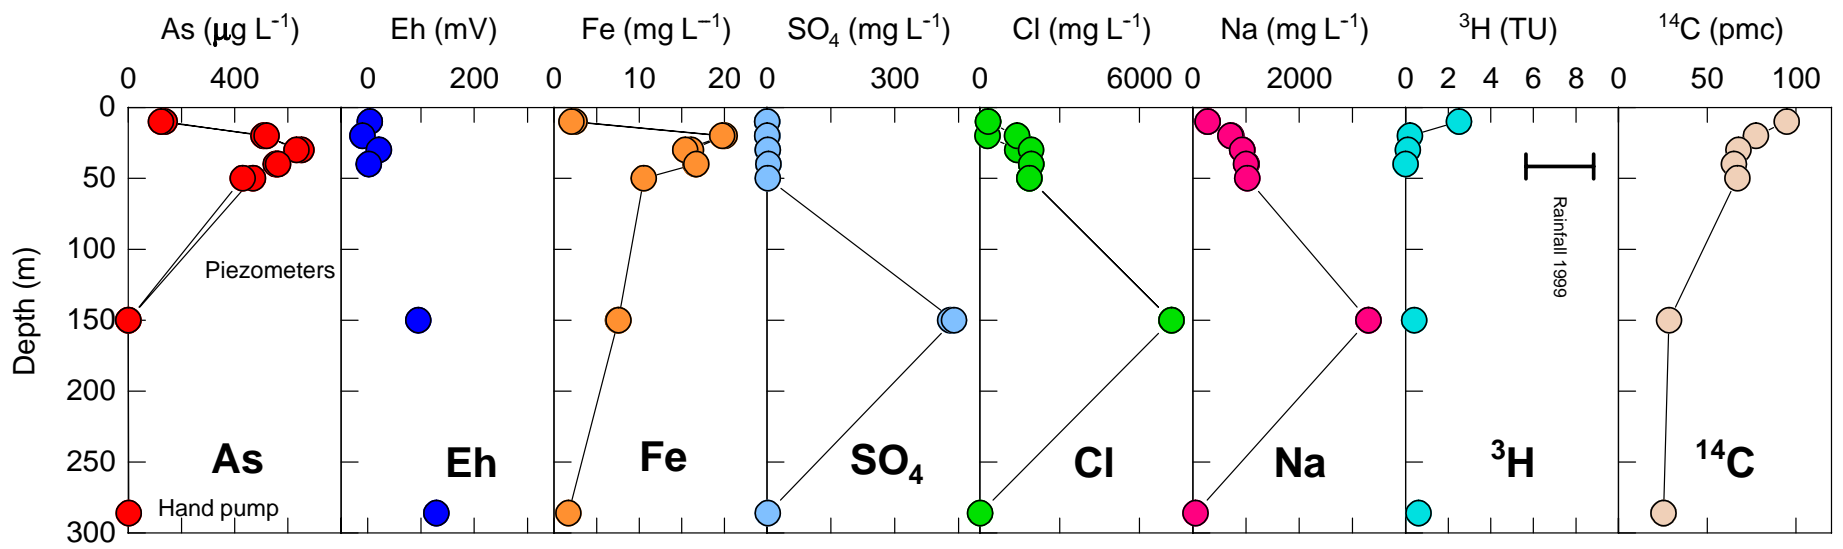 As (μg L⁻¹) Eh (mV) Fe (mg L⁻¹) SO₄ (mg L⁻¹) Cl (mg L⁻¹) Na (mg L⁻¹) ³H (TU) ¹⁴C (pmc)
0 400 0 200 0 10 20 0 300 0 6000 0 2000 0 2 4 6 8 0 50 100
0
50
100
150
200
250
300
Depth (m)
Piezometers
Rainfall 1999
As Eh Fe SO₄ Cl Na ³H ¹⁴C
Hand pump